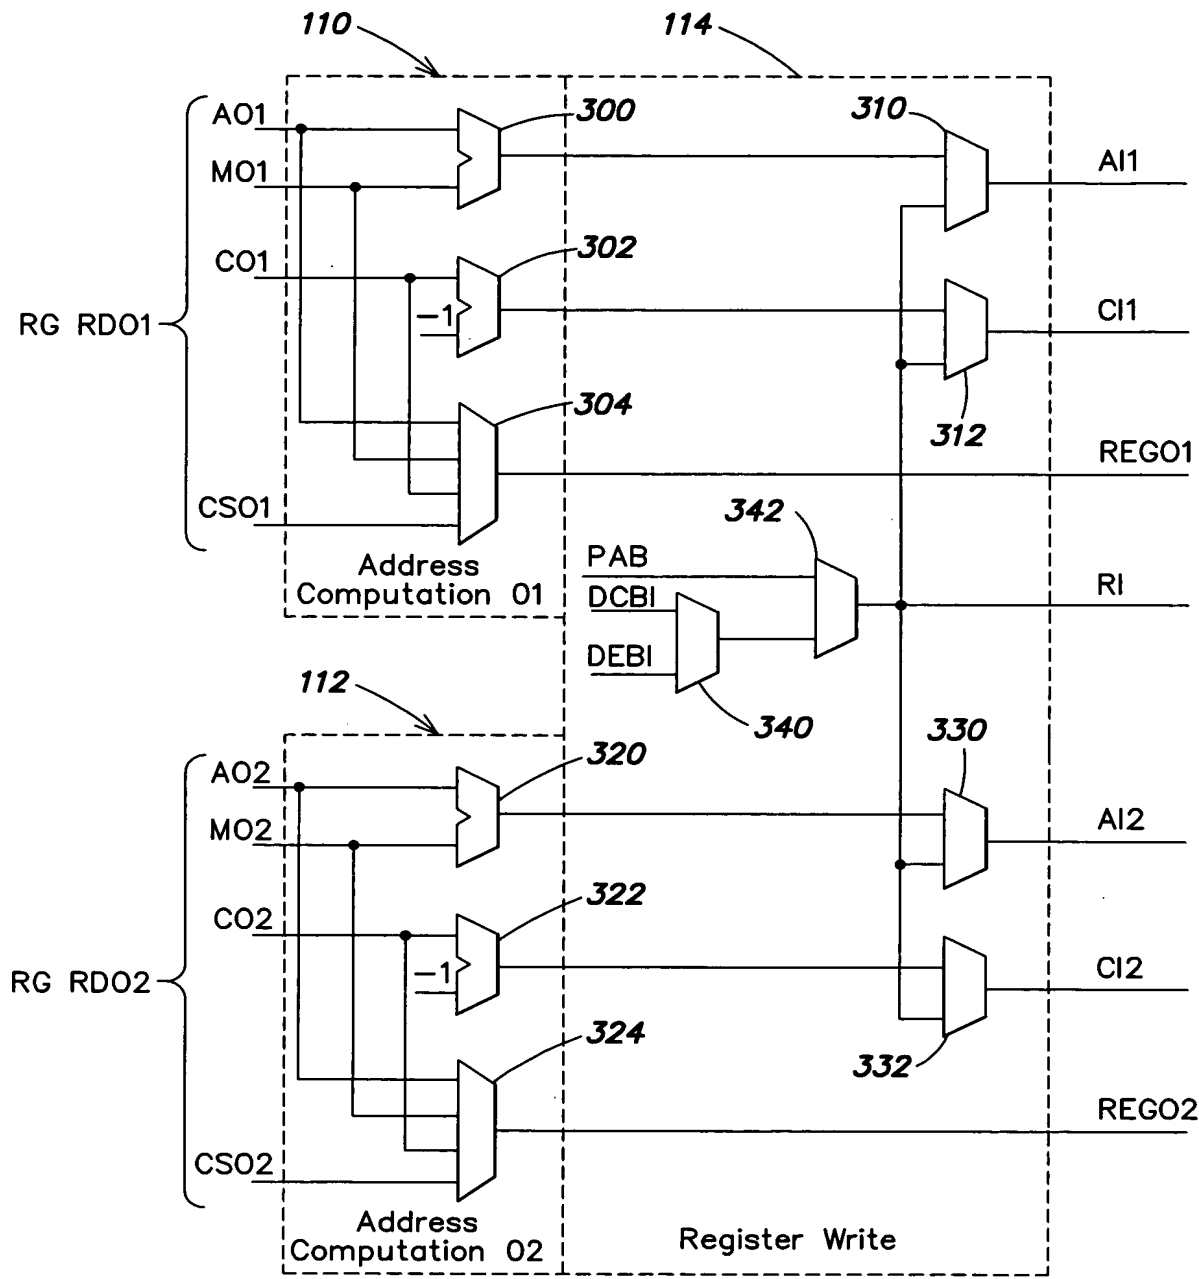 110
114
AO1
300
310
MO1
AI1
CO1
302
-1
CI1
RG RDO1
304
312
REGO1
CSO1
342
Address
Computation 01
PAB
DCBI
RI
DEBI
112
340
330
AO2
320
MO2
AI2
CO2
322
-1
CI2
RG RDO2
324
332
REGO2
CSO2
Address
Computation 02
Register Write